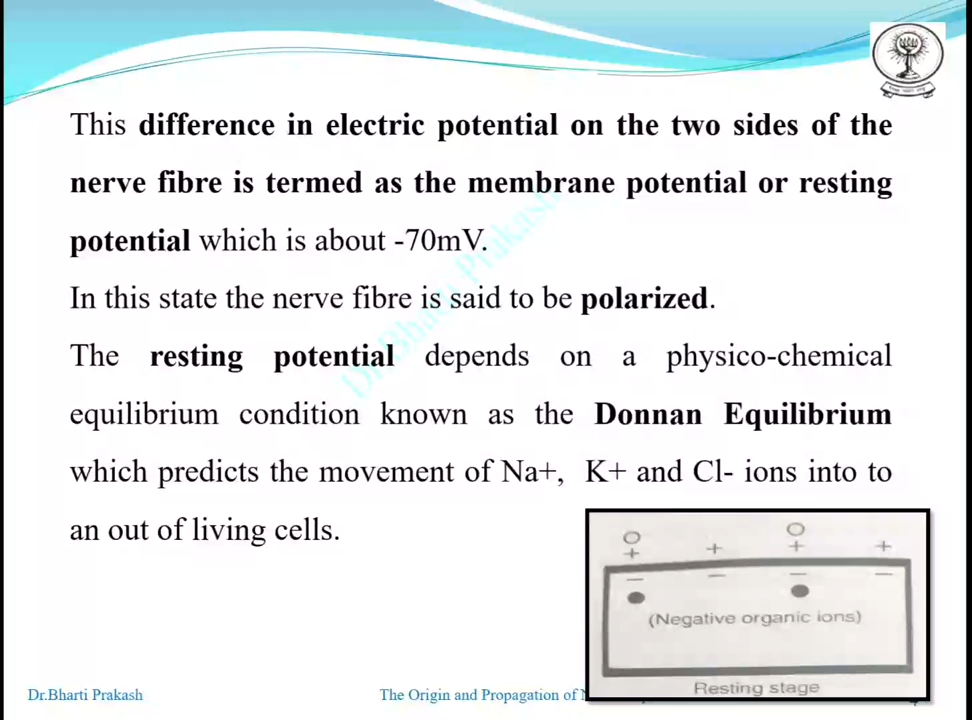 This difference in electric potential on the two sides of the
nerve fibre is termed as the membrane potential or resting
potential which is about -70mV.
In this state the nerve fibre is said to be polarized.
The resting potential depends on a physico-chemical
equilibrium condition known as the Donnan Equilibrium
which predicts the movement of Na+, K+ and Cl- ions into to
an out of living cells.
Dr.Bharti Prakash
+ + + +
− − − −
(Negative organic ions)
Resting stage
Dr.Bharti Prakash
The Origin and Propagation of